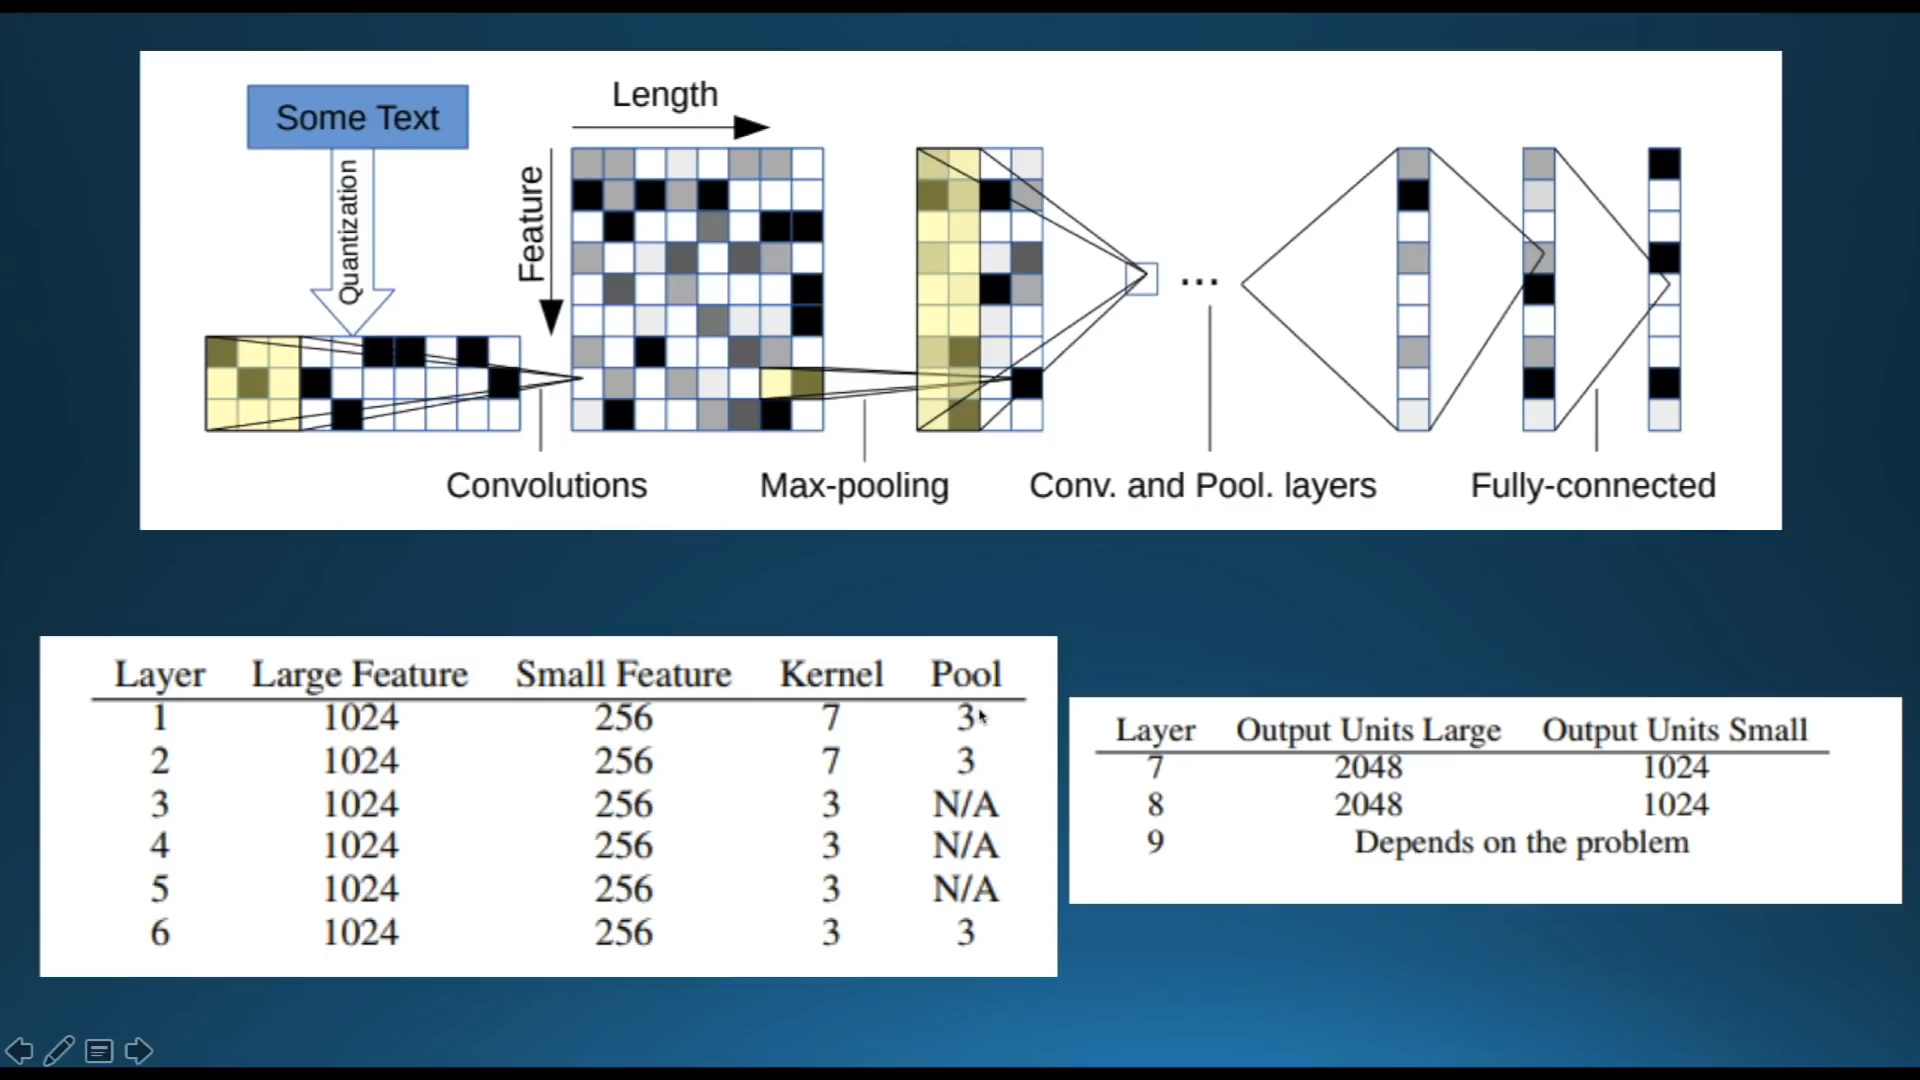 Some Text
Quantization
Length
Feature
Convolutions
Max-pooling
...
Conv. and Pool. layers
Fully-connected
Layer Large Feature Small Feature Kernel Pool
1 1024 256 7 3
2 1024 256 7 3
3 1024 256 3 N/A
4 1024 256 3 N/A
5 1024 256 3 N/A
6 1024 256 3 3
Layer Output Units Large Output Units Small
7 2048 1024
8 2048 1024
9 Depends on the problem